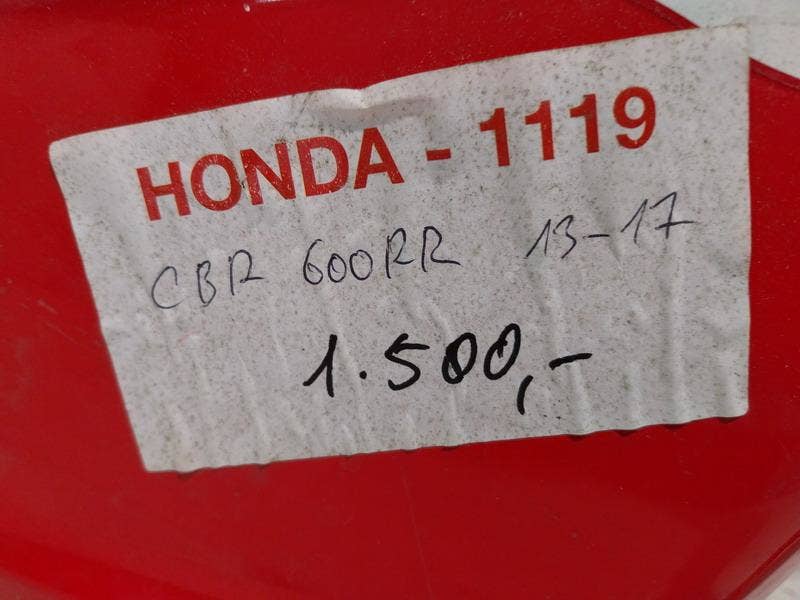 HONDA - 1119
CBR 600RR 13-17
1.500,-